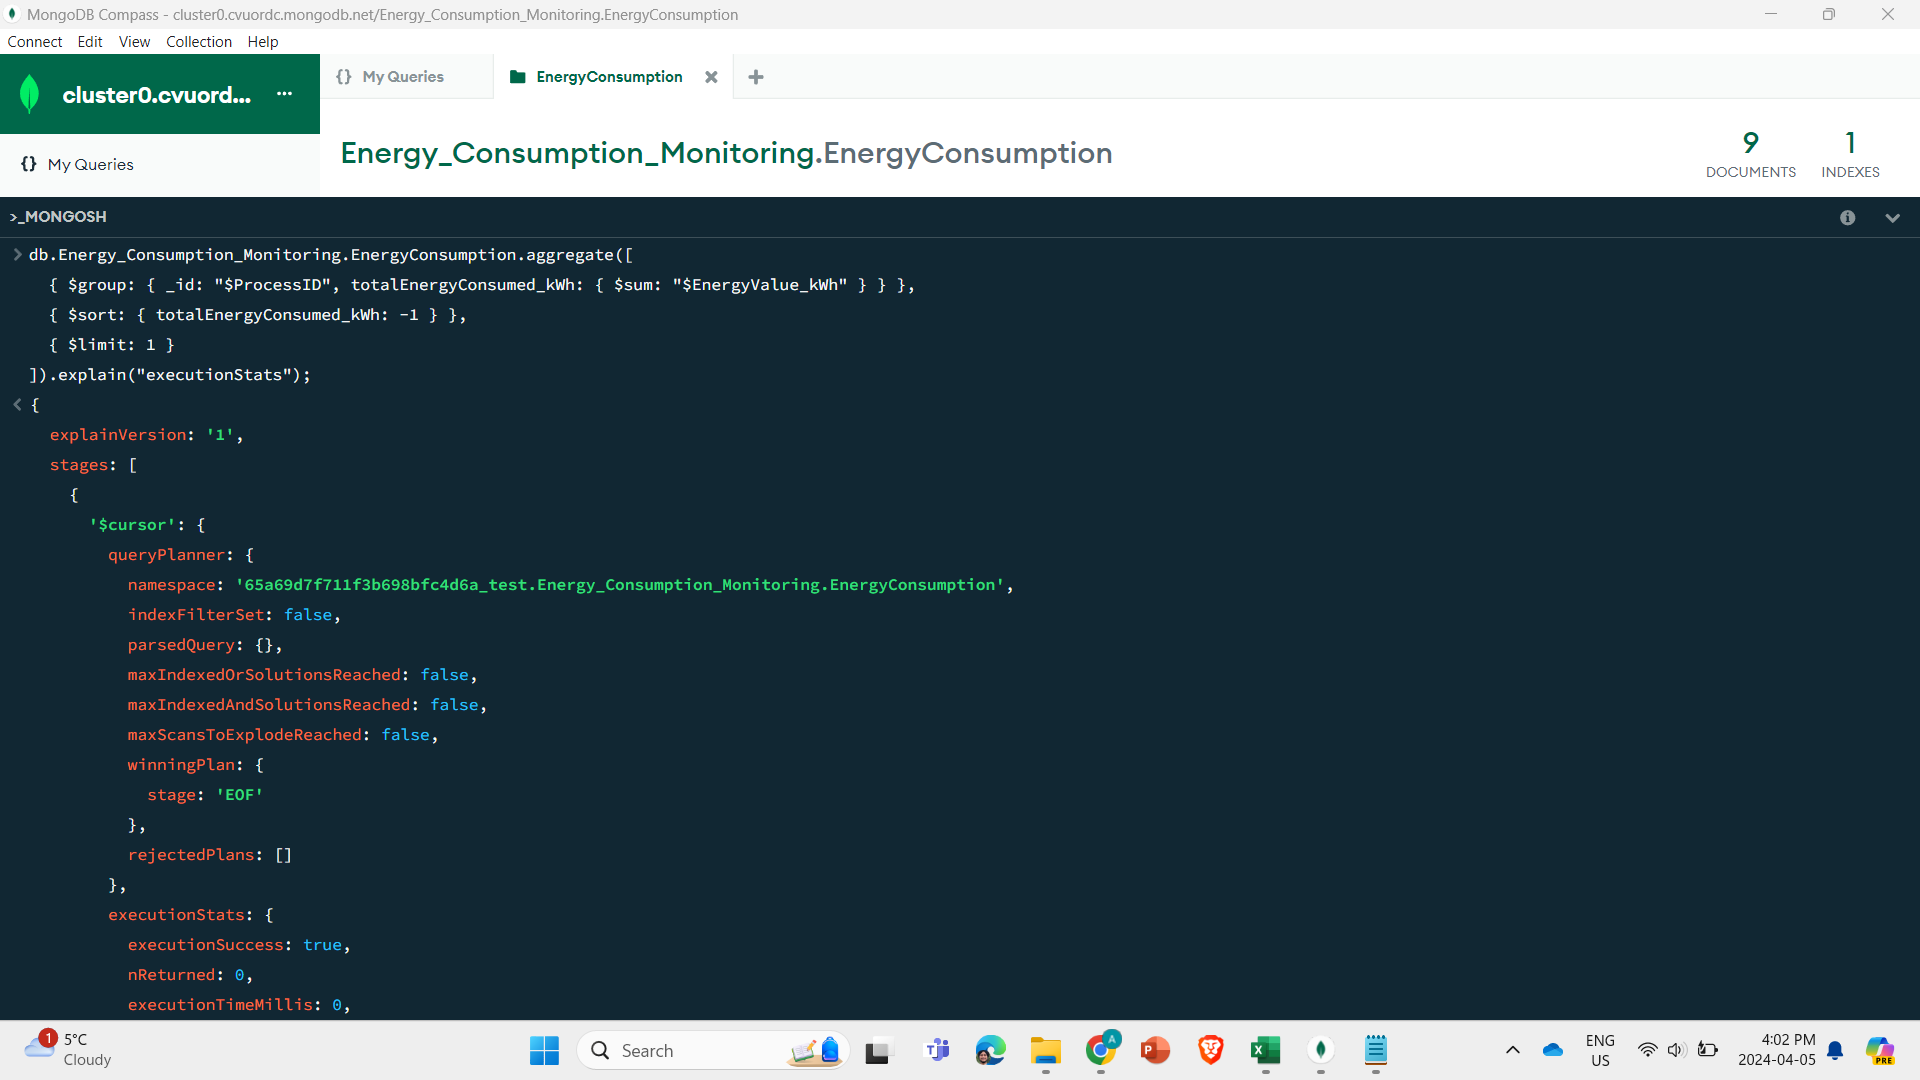 MongoDB Compass - cluster0.cvuordc.mongodb.net/Energy_Consumption_Monitoring.EnergyConsumption
Connect Edit View Collection Help
cluster0.cvuord... ...
{} My Queries
EnergyConsumption
{} My Queries
Energy_Consumption_Monitoring.EnergyConsumption
9
DOCUMENTS
1
INDEXES
>_MONGOSH
> db.Energy_Consumption_Monitoring.EnergyConsumption.aggregate([
{ $group: { _id: "$ProcessID", totalEnergyConsumed_kWh: { $sum: "$EnergyValue_kWh" } } },
{ $sort: { totalEnergyConsumed_kWh: -1 } },
{ $limit: 1 }
]).explain("executionStats");
< {
explainVersion: '1',
stages: [
{
'$cursor': {
queryPlanner: {
namespace: '65a69d7f711f3b698bfc4d6a_test.Energy_Consumption_Monitoring.EnergyConsumption',
indexFilterSet: false,
parsedQuery: {},
maxIndexedOrSolutionsReached: false,
maxIndexedAndSolutionsReached: false,
maxScansToExplodeReached: false,
winningPlan: {
stage: 'EOF'
},
rejectedPlans: []
},
executionStats: {
executionSuccess: true,
nReturned: 0,
executionTimeMillis: 0,
1
5°C
Cloudy
Search
A
ENG
US
4:02 PM
2024-04-05
PRE